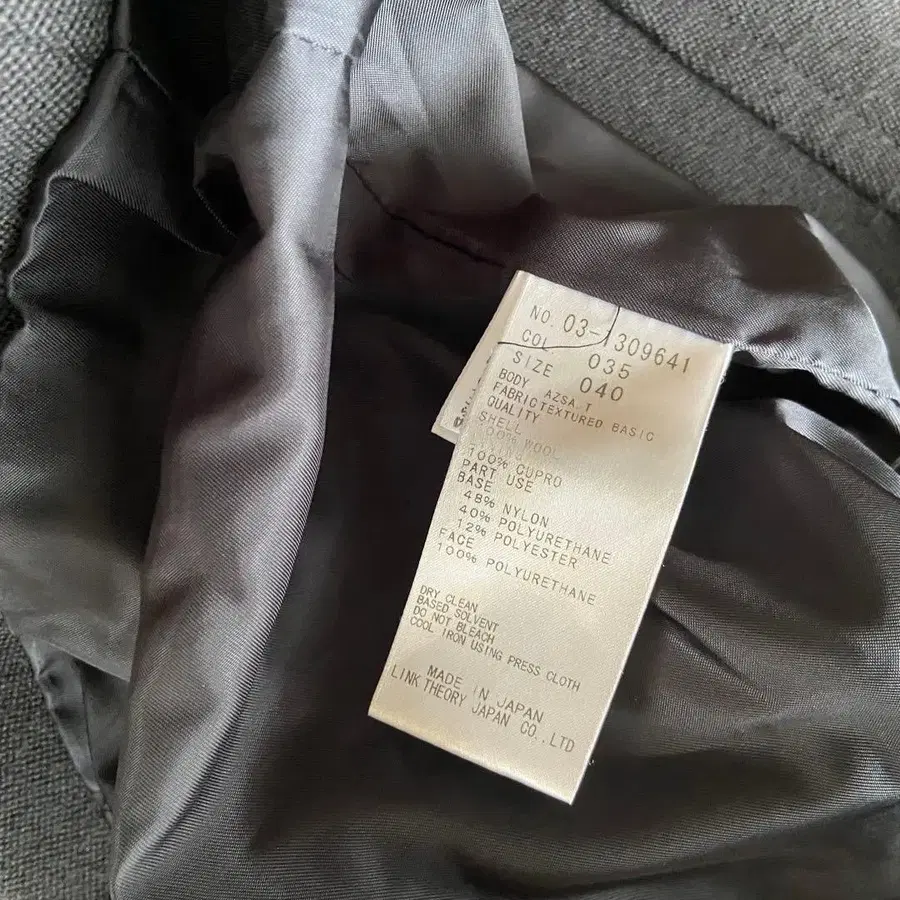 NO. 03-1309641
COL 035
SIZE 040
BODY AZSA.T
FABRIC TEXTURED BASIC
QUALITY
SHELL
100% WOOL
100% CUPRO
PART USE
BASE
48% NYLON
40% POLYURETHANE
12% POLYESTER
FACE
100% POLYURETHANE
DRY CLEAN
BASED SOLVENT
DO NOT BLEACH
COOL IRON USING PRESS CLOTH
MADE IN JAPAN
LINK THEORY JAPAN CO.,LTD